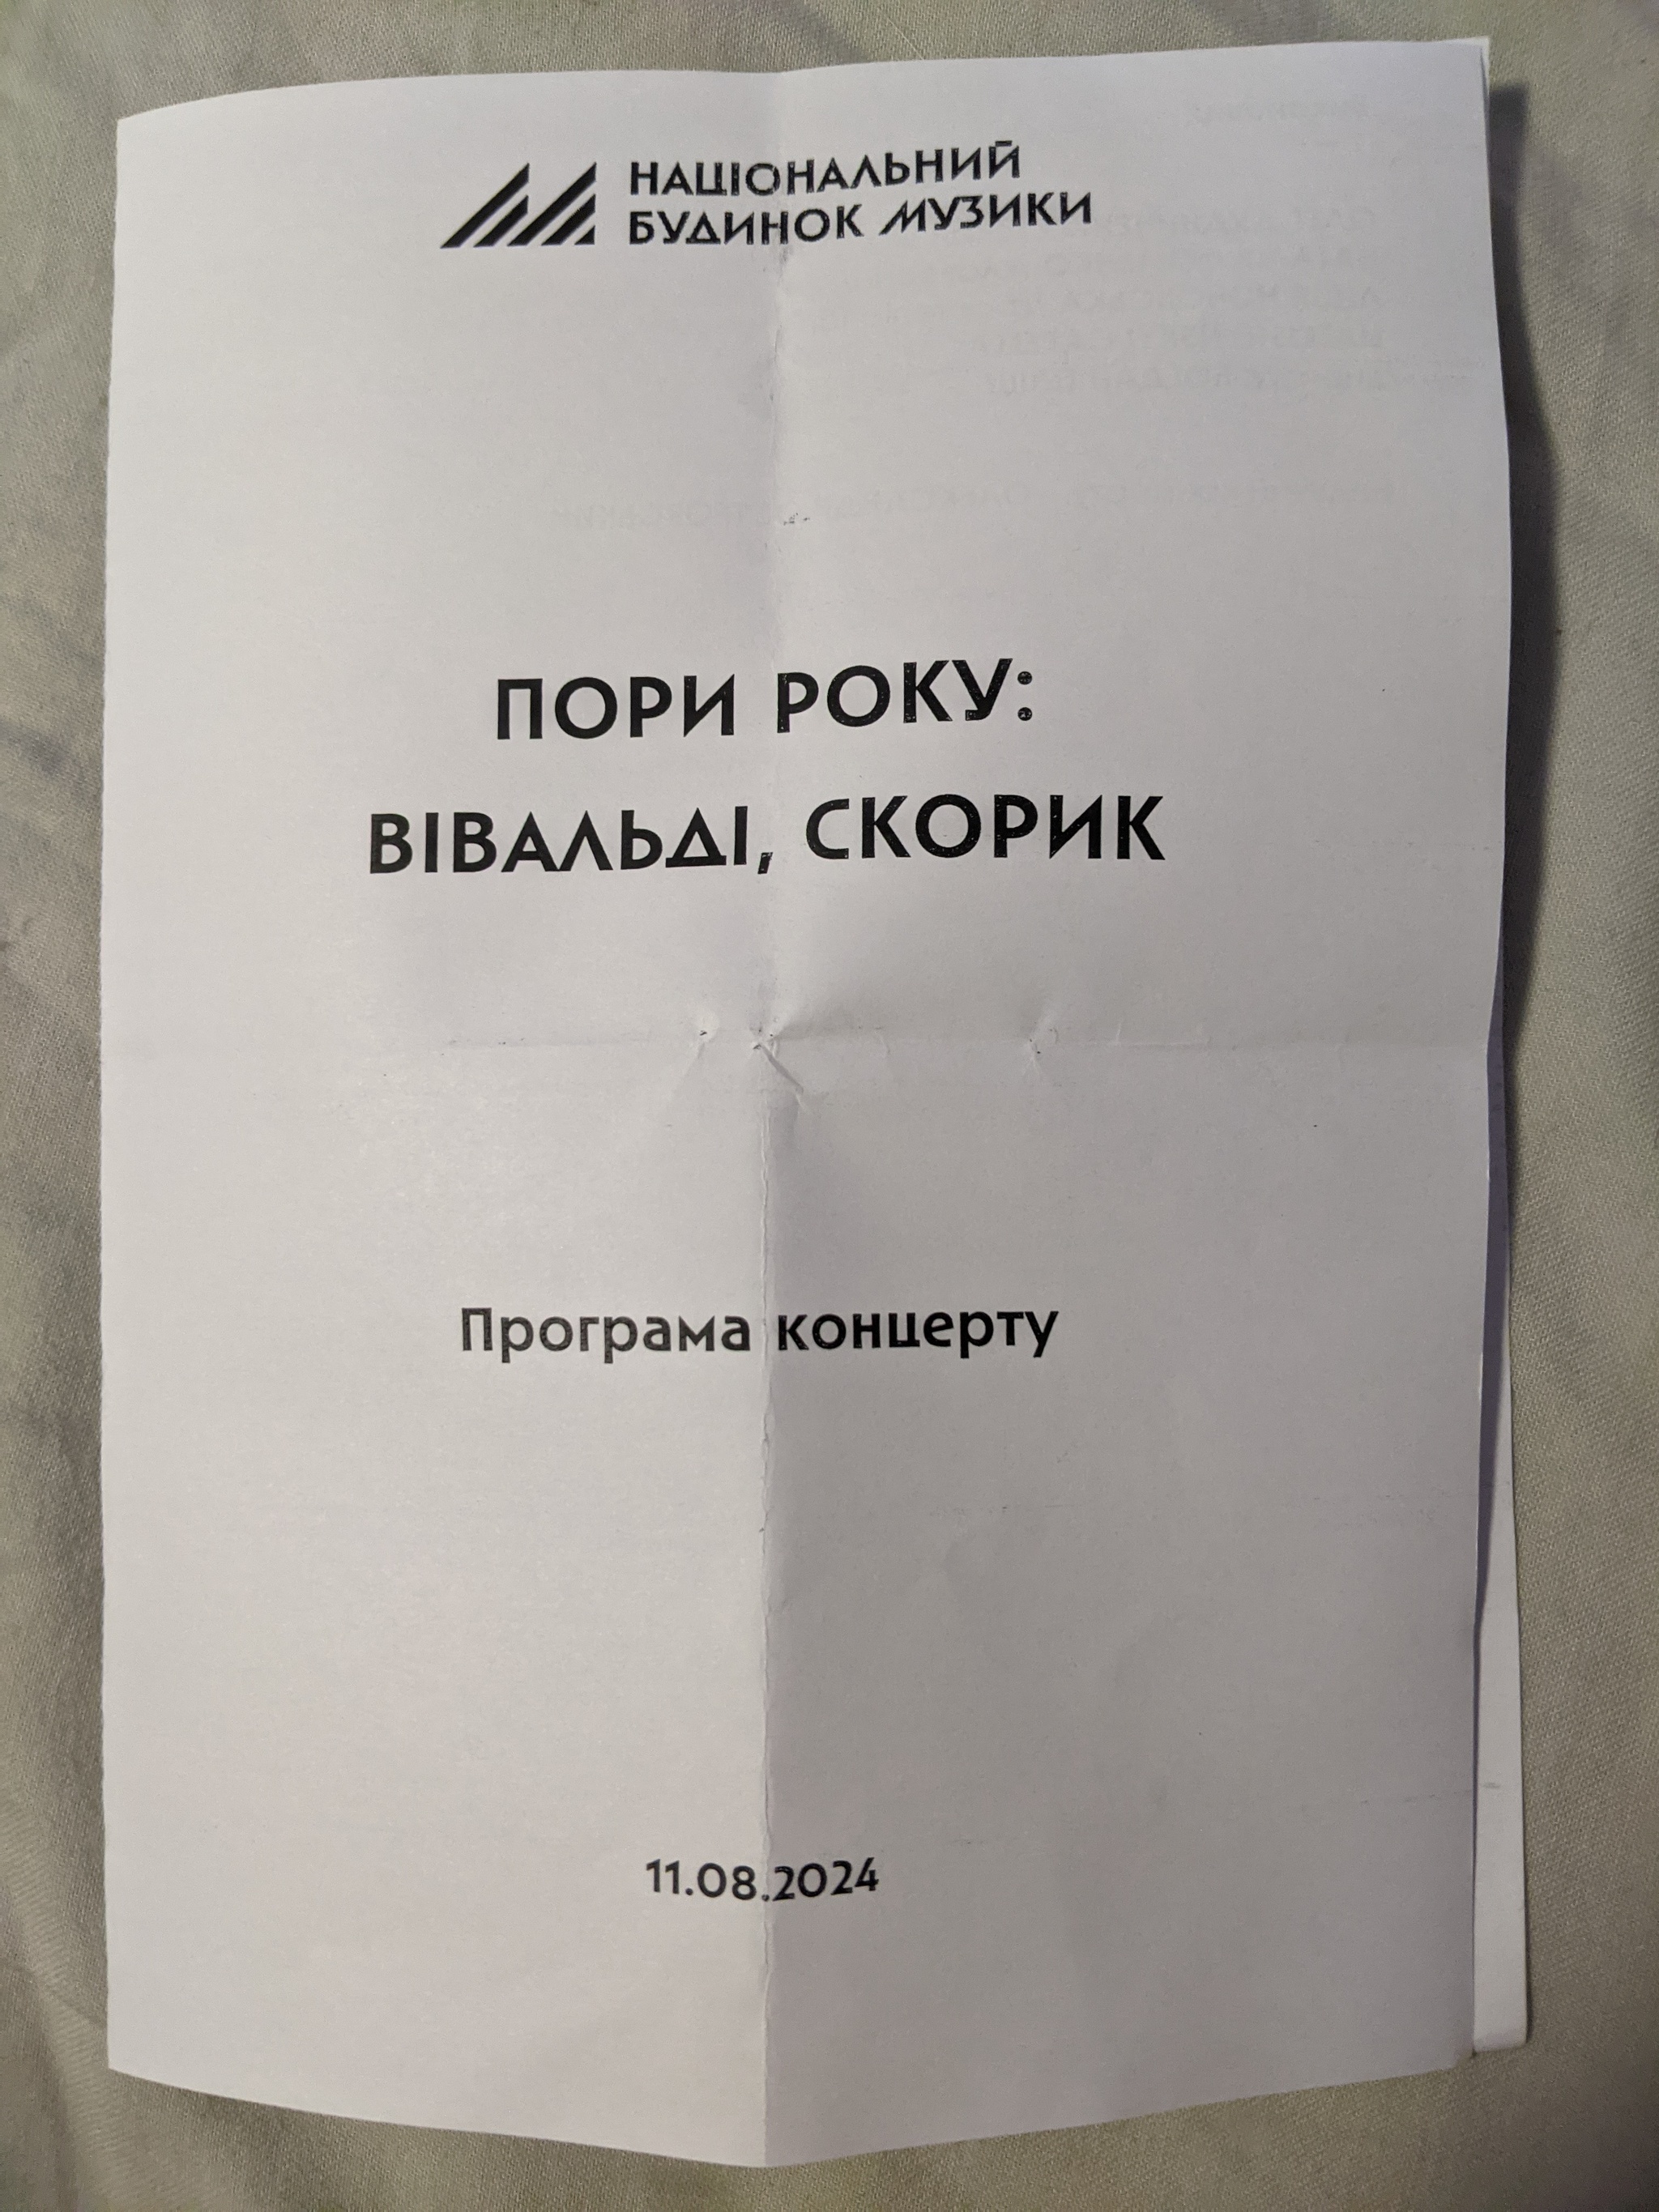 НАЦІОНАЛЬНИЙ
БУДИНОК МУЗИКИ
ПОРИ РОКУ:
ВІВАЛЬДІ, СКОРИК
Програма концерту
11.08.2024